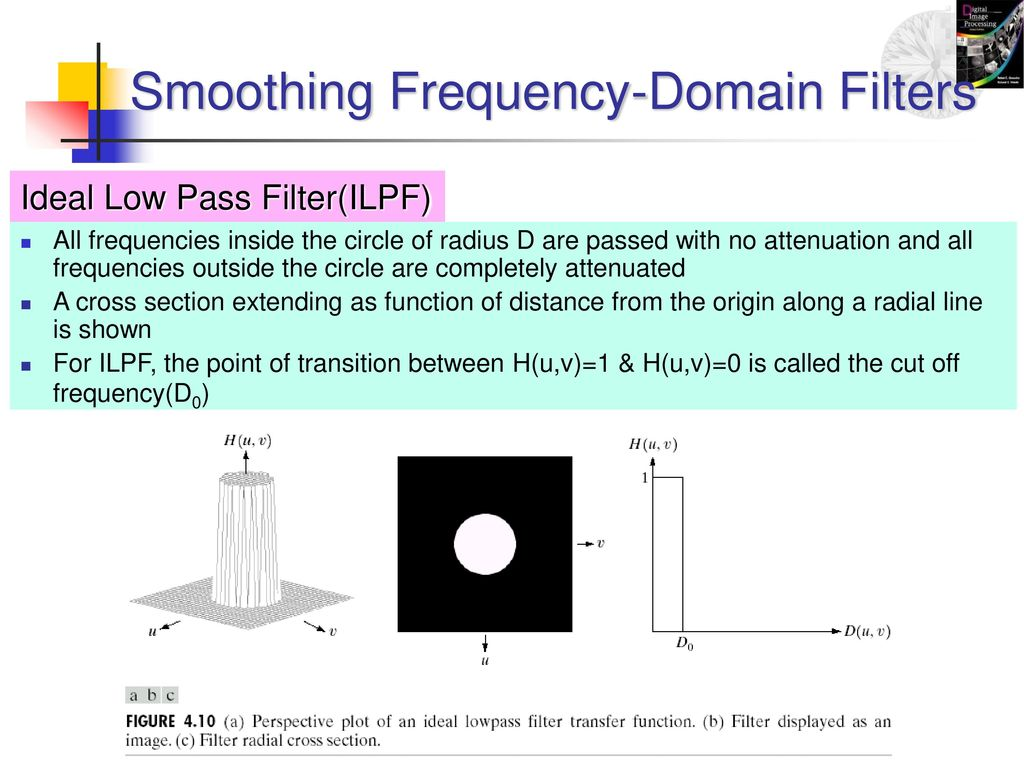 Digital
Image
Processing
Smoothing Frequency-Domain Filters
Ideal Low Pass Filter(ILPF)
All frequencies inside the circle of radius D are passed with no attenuation and all
frequencies outside the circle are completely attenuated
A cross section extending as function of distance from the origin along a radial line
is shown
For ILPF, the point of transition between H(u,v)=1 & H(u,v)=0 is called the cut off
frequency(D₀)
H(u, v)
u
v
v
u
H(u, v)
1
D₀
D(u, v)
a b c
FIGURE 4.10 (a) Perspective plot of an ideal lowpass filter transfer function. (b) Filter displayed as an
image. (c) Filter radial cross section.